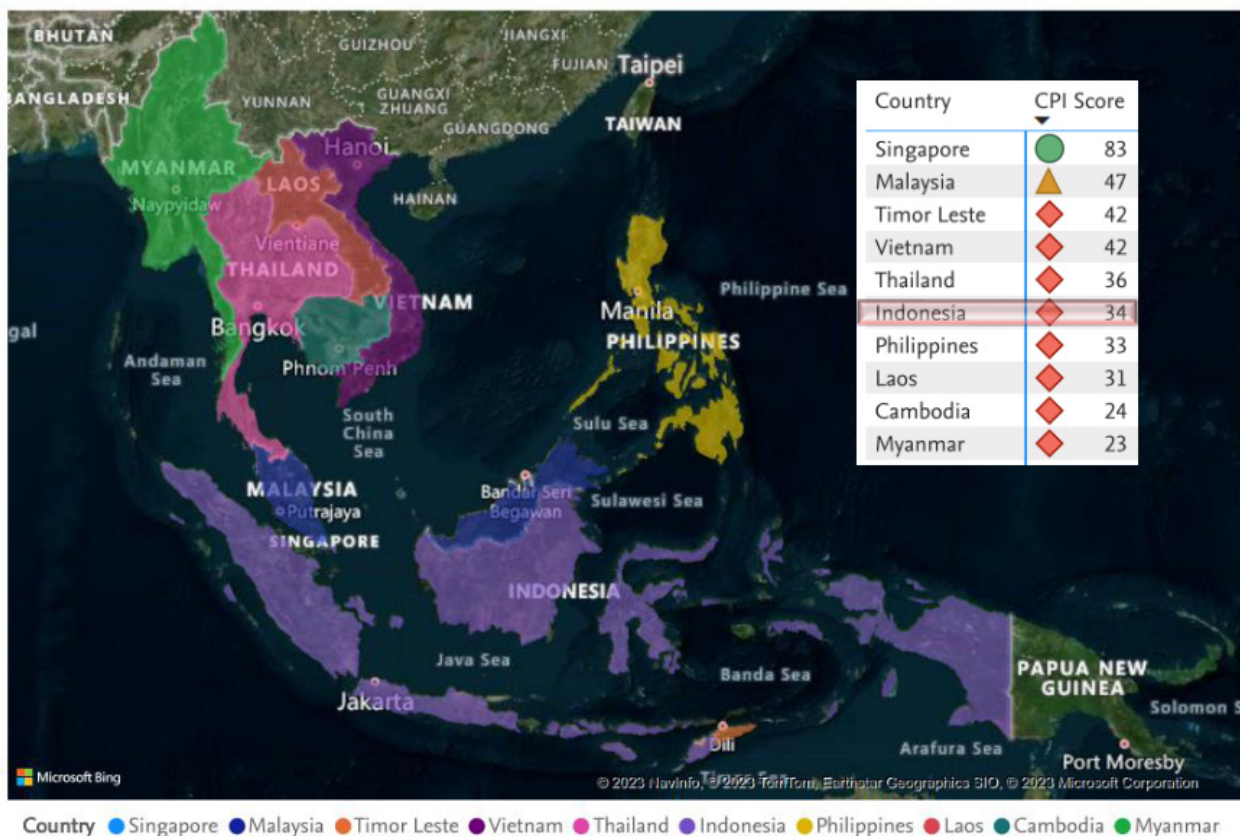 BHUTAN
BANGLADESH
YUNNAN
GUIZHOU
GUANGXI
ZHUANG
JIANGXI
FUJIAN
GUANGDONG
HAINAN
Taipei
TAIWAN
MYANMAR
Naypyidaw
Hanoi
LAOS
Vientiane
THAILAND
VIETNAM
Bangkok
Phnom Penh
gal
Andaman
Sea
South
China
Sea
Manila
PHILIPPINES
Philippine Sea
Sulu Sea
MALAYSIA
Putrajaya
SINGAPORE
Bandar Seri
Begawan
Sulawesi Sea
INDONESIA
Java Sea
Jakarta
Banda Sea
Dili
Arafura Sea
PAPUA NEW
GUINEA
Solomon S
Port Moresby
Country CPI Score
Singapore 83
Malaysia 47
Timor Leste 42
Vietnam 42
Thailand 36
Indonesia 34
Philippines 33
Laos 31
Cambodia 24
Myanmar 23
Microsoft Bing
© 2023 NavInfo, © 2023 TomTom, Earthstar Geographics SIO, © 2023 Microsoft Corporation
Country Singapore Malaysia Timor Leste Vietnam Thailand Indonesia Philippines Laos Cambodia Myanmar